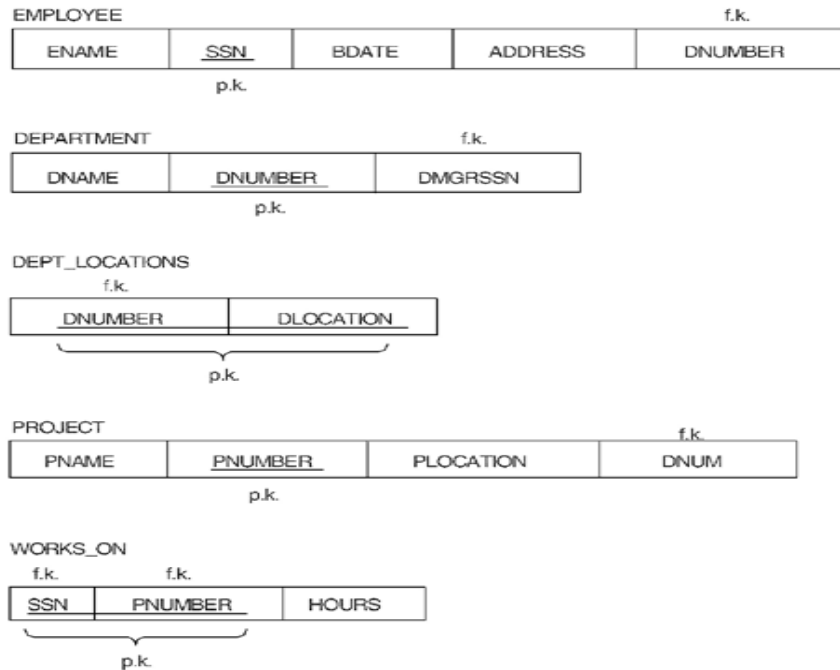 EMPLOYEE f.k.
ENAME SSN BDATE ADDRESS DNUMBER
p.k.
DEPARTMENT f.k.
DNAME DNUMBER DMGRSSN
p.k.
DEPT_LOCATIONS
f.k.
DNUMBER DLOCATION
p.k.
PROJECT f.k.
PNAME PNUMBER PLOCATION DNUM
p.k.
WORKS_ON
f.k. f.k.
SSN PNUMBER HOURS
p.k.